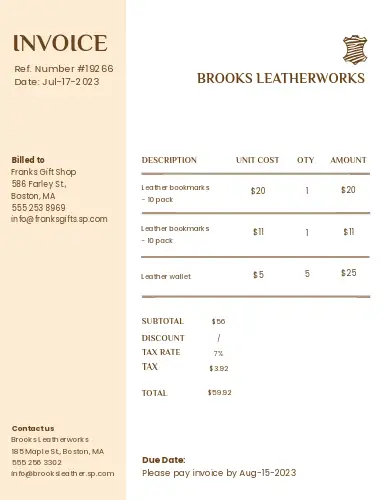 INVOICE
Ref. Number #19266
Date: Jul-17-2023
BROOKS LEATHERWORKS
Billed to
Franks Gift Shop
586 Farley St.,
Boston, MA
555 253 8969
info@franksgifts.sp.com
DESCRIPTION UNIT COST QTY AMOUNT
Leather bookmarks
- 10 pack $20 1 $20
Leather bookmarks
- 10 pack $11 1 $11
Leather wallet $5 5 $25
SUBTOTAL $56
DISCOUNT /
TAX RATE 7%
TAX $3.92
TOTAL $59.92
Contact us
Brooks Leatherworks
185 Maple St., Boston, MA
555 256 3302
info@brooksleather.sp.com
Due Date:
Please pay invoice by Aug-15-2023